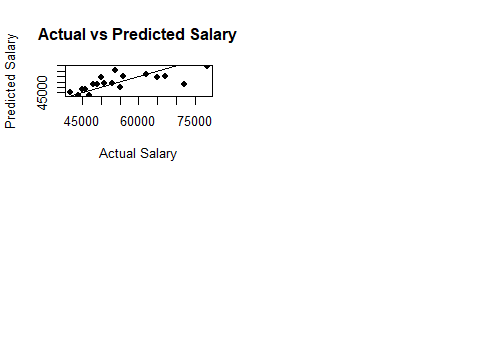 Actual vs Predicted Salary
Predicted Salary
45000
45000 60000 75000
Actual Salary